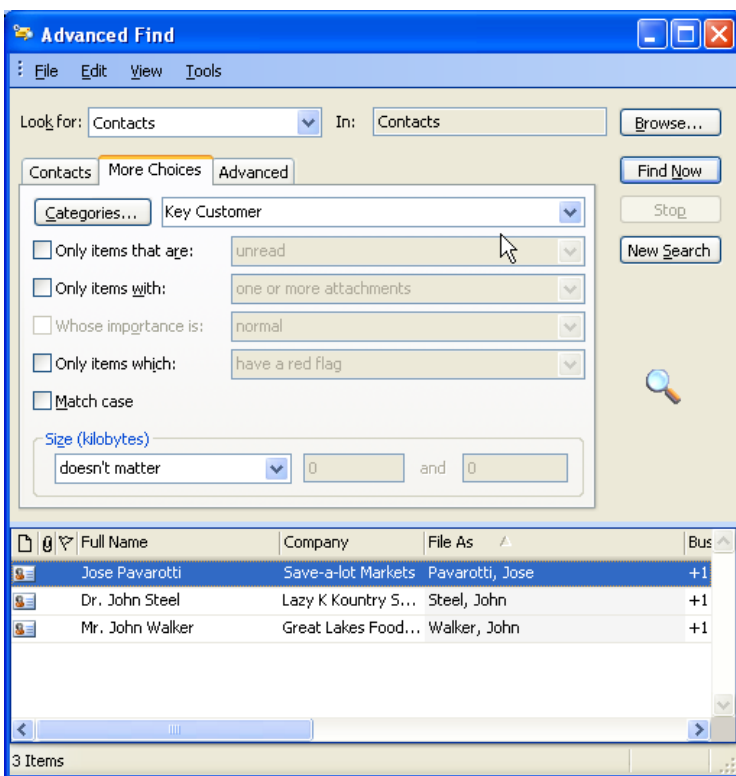 Advanced Find
File Edit View Tools
Look for: Contacts In: Contacts Browse...
Contacts More Choices Advanced Find Now
Categories... Key Customer Stop
Only items that are: unread New Search
Only items with: one or more attachments
Whose importance is: normal
Only items which: have a red flag
Match case
Size (kilobytes)
doesn't matter 0 and 0
Full Name Company File As Bus
Jose Pavarotti Save-a-lot Markets Pavarotti, Jose +1
Dr. John Steel Lazy K Kountry S... Steel, John +1
Mr. John Walker Great Lakes Food... Walker, John +1
3 Items